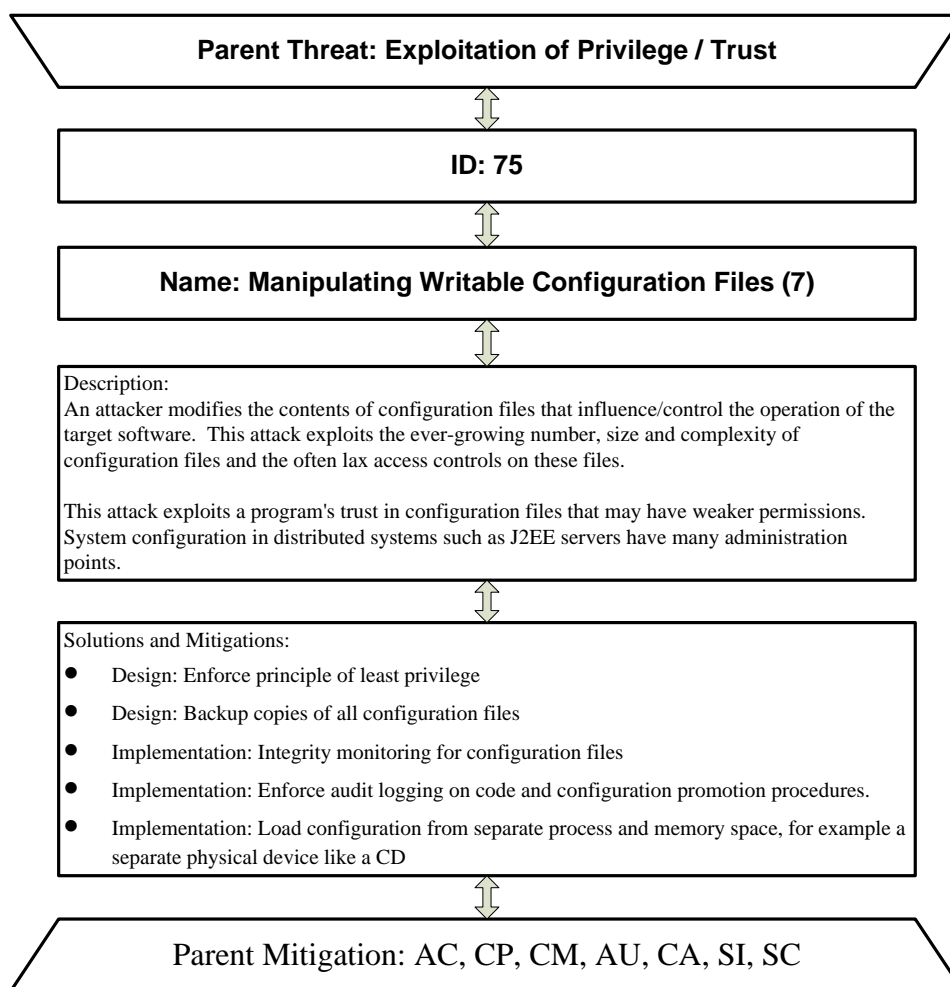 Parent Threat: Exploitation of Privilege / Trust
ID: 75
Name: Manipulating Writable Configuration Files (7)
Description:
An attacker modifies the contents of configuration files that influence/control the operation of the
target software.  This attack exploits the ever-growing number, size and complexity of
configuration files and the often lax access controls on these files.
This attack exploits a program's trust in configuration files that may have weaker permissions.
System configuration in distributed systems such as J2EE servers have many administration
points.
Solutions and Mitigations:
● Design: Enforce principle of least privilege
● Design: Backup copies of all configuration files
● Implementation: Integrity monitoring for configuration files
● Implementation: Enforce audit logging on code and configuration promotion procedures.
● Implementation: Load configuration from separate process and memory space, for example a
separate physical device like a CD
Parent Mitigation: AC, CP, CM, AU, CA, SI, SC